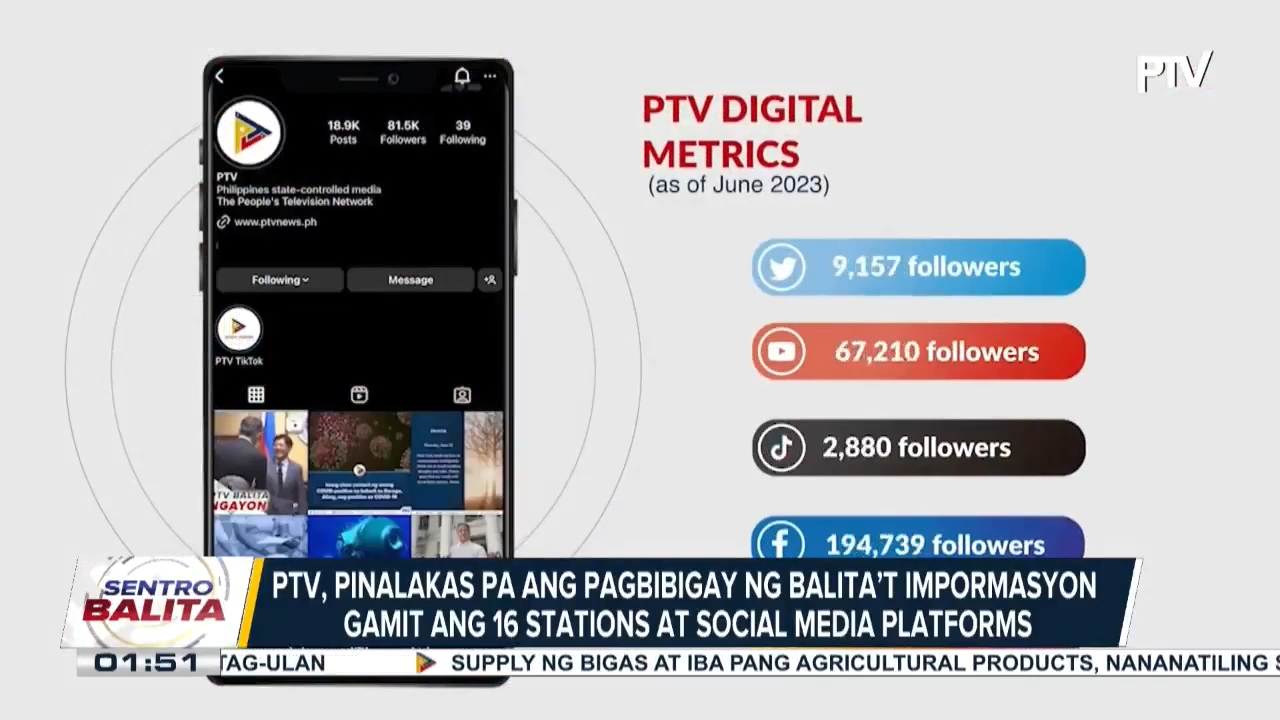 PTV
PTV DIGITAL
METRICS
(as of June 2023)
18.9K 81.5K 39
Posts Followers Following
PTV
Philippines state-controlled media
The People's Television Network
www.ptvnews.ph
Following Message
PTV TikTok
9,157 followers
67,210 followers
2,880 followers
194,739 followers
PTV BALITA
NGAYON
SENTRO
BALITA
PTV, PINALAKAS PA ANG PAGBIBIGAY NG BALITA'T IMPORMASYON
GAMIT ANG 16 STATIONS AT SOCIAL MEDIA PLATFORMS
01:51
TAG-ULAN SUPPLY NG BIGAS AT IBA PANG AGRICULTURAL PRODUCTS, NANANATILING S